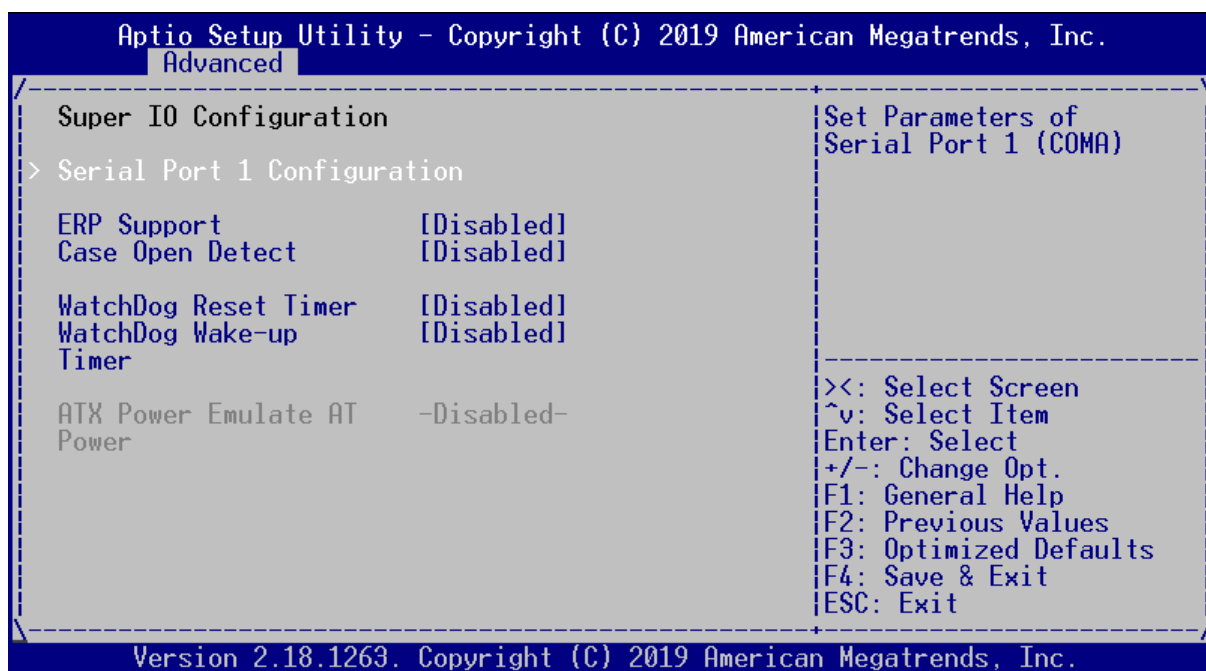 Aptio Setup Utility - Copyright (C) 2019 American Megatrends, Inc.
Advanced
Super IO Configuration
> Serial Port 1 Configuration
ERP Support [Disabled]
Case Open Detect [Disabled]
WatchDog Reset Timer [Disabled]
WatchDog Wake-up [Disabled]
Timer
ATX Power Emulate AT -Disabled-
Power
Set Parameters of
Serial Port 1 (COMA)
><: Select Screen
^v: Select Item
Enter: Select
+/-: Change Opt.
F1: General Help
F2: Previous Values
F3: Optimized Defaults
F4: Save & Exit
ESC: Exit
Version 2.18.1263. Copyright (C) 2019 American Megatrends, Inc.